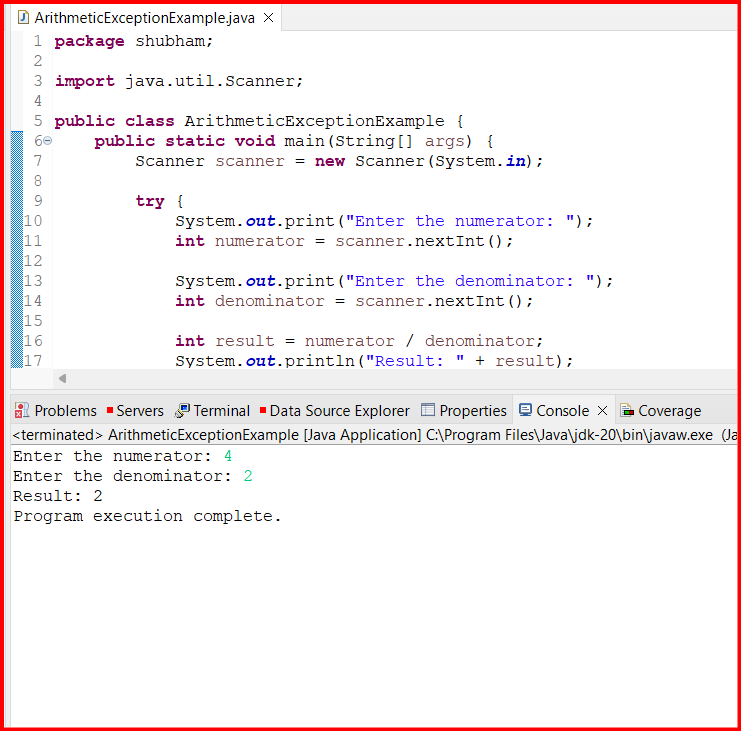 ArithmeticExceptionExample.java
1 package shubham;
2
3 import java.util.Scanner;
4
5 public class ArithmeticExceptionExample {
6 public static void main(String[] args) {
7 Scanner scanner = new Scanner(System.in);
8
9 try {
10 System.out.print("Enter the numerator: ");
11 int numerator = scanner.nextInt();
12
13 System.out.print("Enter the denominator: ");
14 int denominator = scanner.nextInt();
15
16 int result = numerator / denominator;
17 System.out.println("Result: " + result);
Problems Servers Terminal Data Source Explorer Properties Console Coverage
<terminated> ArithmeticExceptionExample [Java Application] C:\Program Files\Java\jdk-20\bin\javaw.exe (Ja
Enter the numerator: 4
Enter the denominator: 2
Result: 2
Program execution complete.